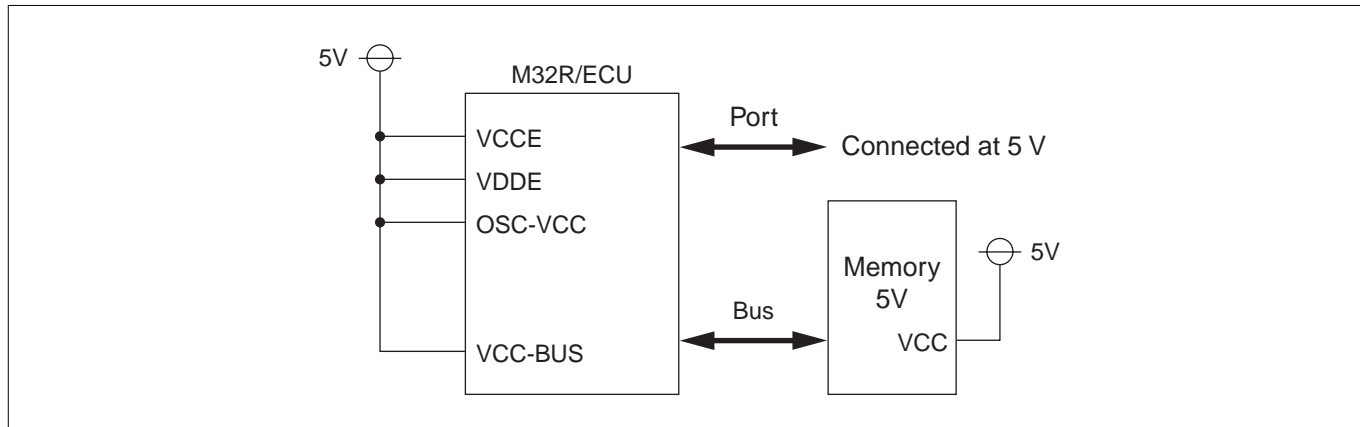 5V
M32R/ECU
VCCE
VDDE
OSC-VCC
VCC-BUS
Port
Connected at 5 V
Bus
Memory
5V
VCC
5V